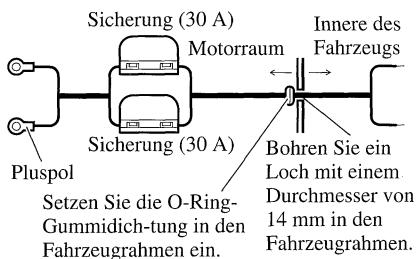 Sicherung (30 A)
Motorraum
Innere des
Fahrzeugs
Sicherung (30 A)
Pluspol
Setzen Sie die O-Ring-
Gummidich-tung in den
Fahrzeugrahmen ein.
Bohren Sie ein
Loch mit einem
Durchmesser von
14 mm in den
Fahrzeugrahmen.